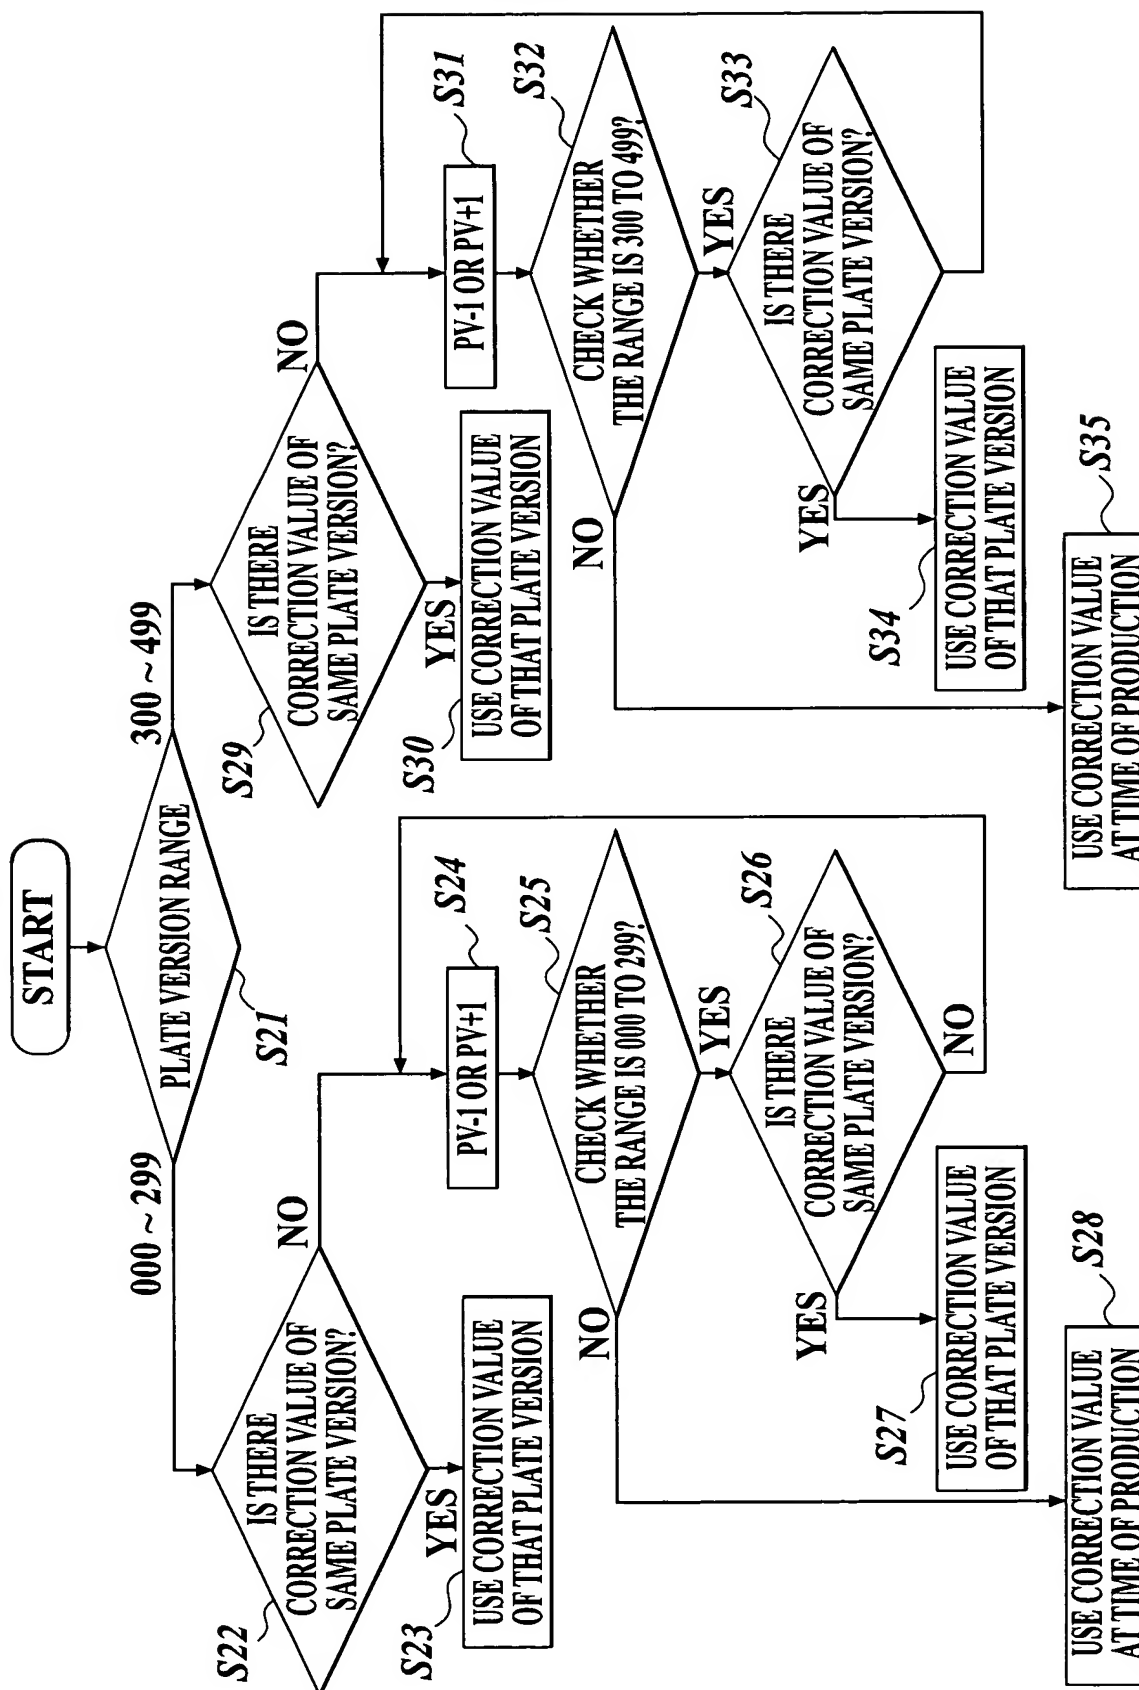 START
PLATE VERSION RANGE
S21
000 ~ 299
300 ~ 499
S22
IS THERE
CORRECTION VALUE OF
SAME PLATE VERSION?
NO
YES
S23
USE CORRECTION VALUE
OF THAT PLATE VERSION
S24
PV-1 OR PV+1
S25
CHECK WHETHER
THE RANGE IS 000 TO 299?
NO
YES
S26
IS THERE
CORRECTION VALUE OF
SAME PLATE VERSION?
YES
NO
S27
USE CORRECTION VALUE
OF THAT PLATE VERSION
S28
USE CORRECTION VALUE
AT TIME OF PRODUCTION
S29
IS THERE
CORRECTION VALUE OF
SAME PLATE VERSION?
NO
YES
S30
USE CORRECTION VALUE
OF THAT PLATE VERSION
S31
PV-1 OR PV+1
S32
CHECK WHETHER
THE RANGE IS 300 TO 499?
NO
YES
S33
IS THERE
CORRECTION VALUE OF
SAME PLATE VERSION?
YES
S34
USE CORRECTION VALUE
OF THAT PLATE VERSION
S35
USE CORRECTION VALUE
AT TIME OF PRODUCTION